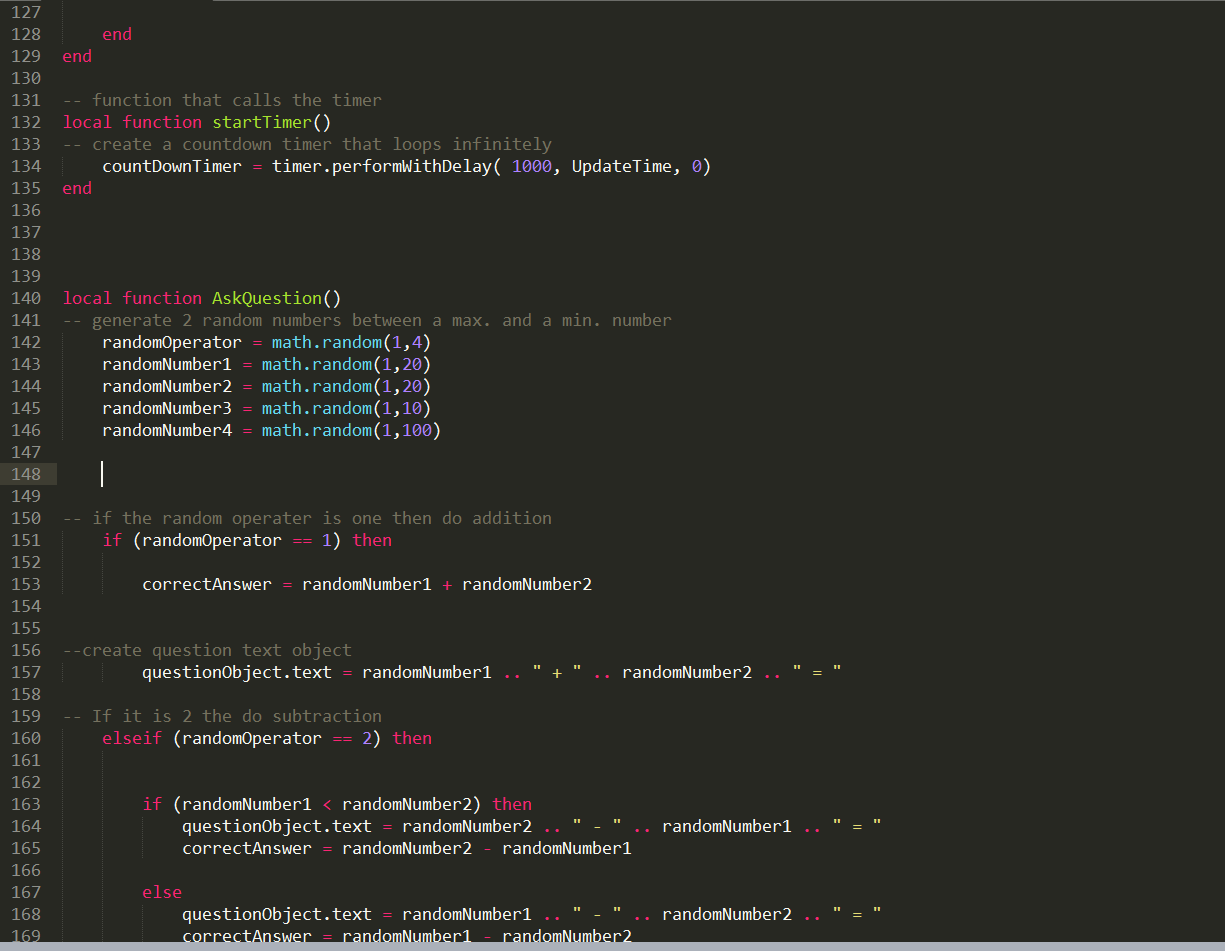 127
128 end
129 end
130
131 -- function that calls the timer
132 local function startTimer()
133 -- create a countdown timer that loops infinitely
134 countDownTimer = timer.performWithDelay( 1000, UpdateTime, 0)
135 end
136
137
138
139
140 local function AskQuestion()
141 -- generate 2 random numbers between a max. and a min. number
142 randomOperator = math.random(1,4)
143 randomNumber1 = math.random(1,20)
144 randomNumber2 = math.random(1,20)
145 randomNumber3 = math.random(1,10)
146 randomNumber4 = math.random(1,100)
147
148
149
150 -- if the random operater is one then do addition
151 if (randomOperator == 1) then
152
153 correctAnswer = randomNumber1 + randomNumber2
154
155
156 --create question text object
157 questionObject.text = randomNumber1 .. " + " .. randomNumber2 .. " = "
158
159 -- If it is 2 the do subtraction
160 elseif (randomOperator == 2) then
161
162
163 if (randomNumber1 < randomNumber2) then
164 questionObject.text = randomNumber2 .. " - " .. randomNumber1 .. " = "
165 correctAnswer = randomNumber2 - randomNumber1
166
167 else
168 questionObject.text = randomNumber1 .. " - " .. randomNumber2 .. " = "
169 correctAnswer = randomNumber1 - randomNumber2